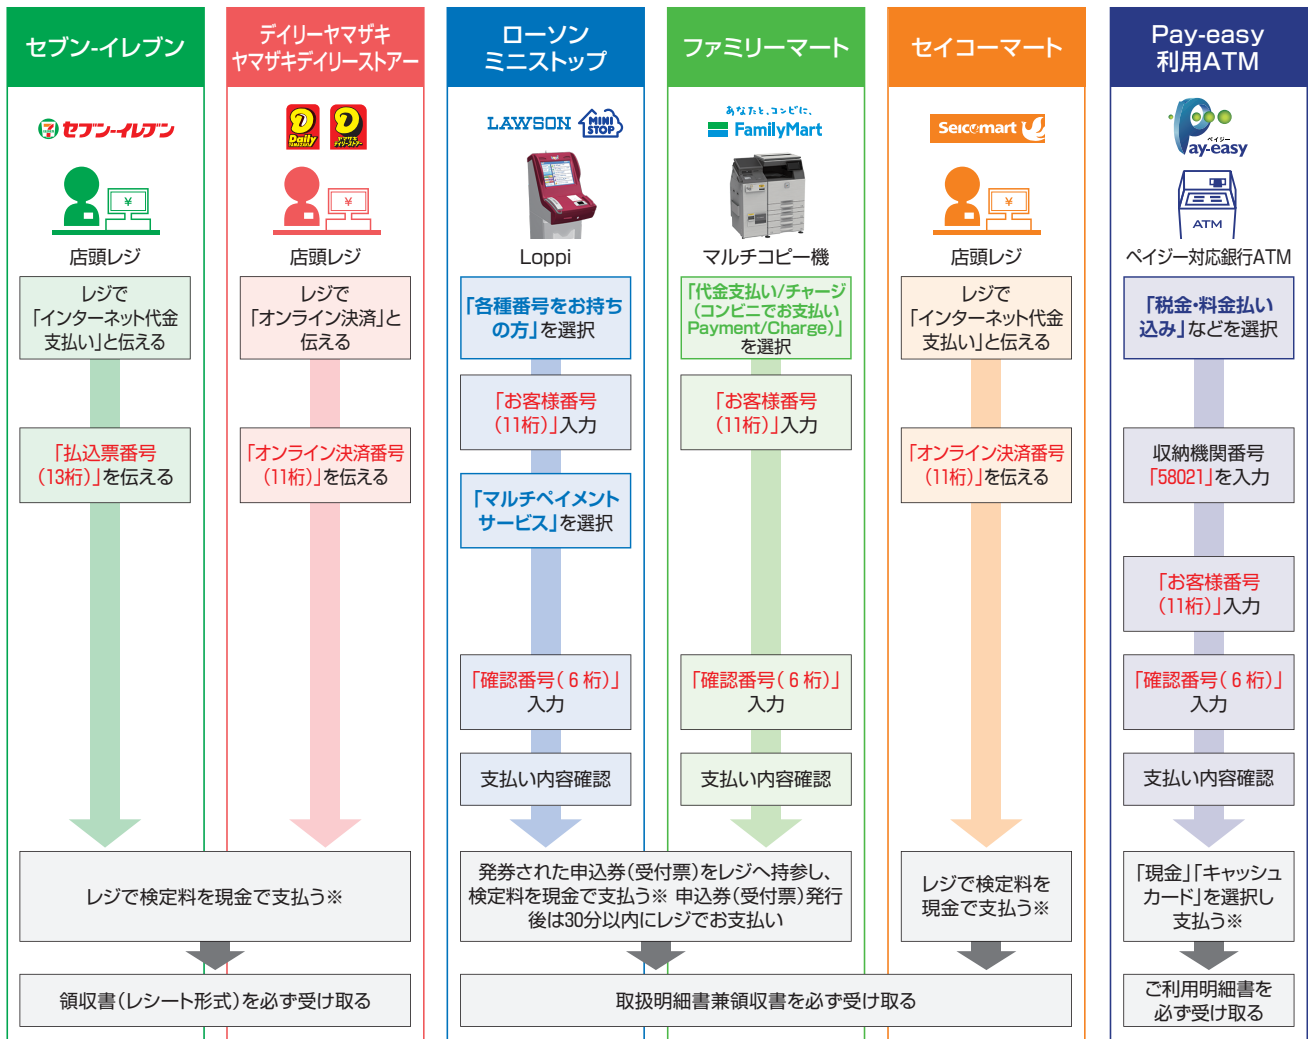 セブン-イレブン
セブン-イレブン
¥
店頭レジ
レジで
「インターネット代金
支払い」と伝える
「払込票番号
(13桁)」を伝える
デイリーヤマザキ
ヤマザキデイリーストアー
Daily
¥
店頭レジ
レジで
「オンライン決済」と
伝える
「オンライン決済番号
(11桁)」を伝える
レジで検定料を現金で支払う※
領収書(レシート形式)を必ず受け取る
ローソン
ミニストップ
LAWSON
MINI
STOP
Loppi
「各種番号をお持ち
の方」を選択
「お客様番号
(11桁)」入力
「マルチペイメント
サービス」を選択
「確認番号(6桁)」
入力
支払い内容確認
ファミリーマート
あなたと、コンビに、
FamilyMart
マルチコピー機
「代金支払い/チャージ
(コンビニでお支払い
Payment/Charge)」
を選択
「お客様番号
(11桁)」入力
「確認番号(6桁)」
入力
支払い内容確認
発券された申込券(受付票)をレジへ持参し、
検定料を現金で支払う※ 申込券(受付票)発行
後は30分以内にレジでお支払い
セイコーマート
Seicomart
¥
店頭レジ
レジで
「インターネット代金
支払い」と伝える
「オンライン決済番号
(11桁)」を伝える
レジで検定料を
現金で支払う※
取扱明細書兼領収書を必ず受け取る
Pay-easy
利用ATM
ペイジー
Pay-easy
ATM
ペイジー対応銀行ATM
「税金・料金払い
込み」などを選択
収納機関番号
「58021」を入力
「お客様番号
(11桁)」入力
「確認番号(6桁)」
入力
支払い内容確認
「現金」「キャッシュ
カード」を選択し
支払う※
ご利用明細書を
必ず受け取る